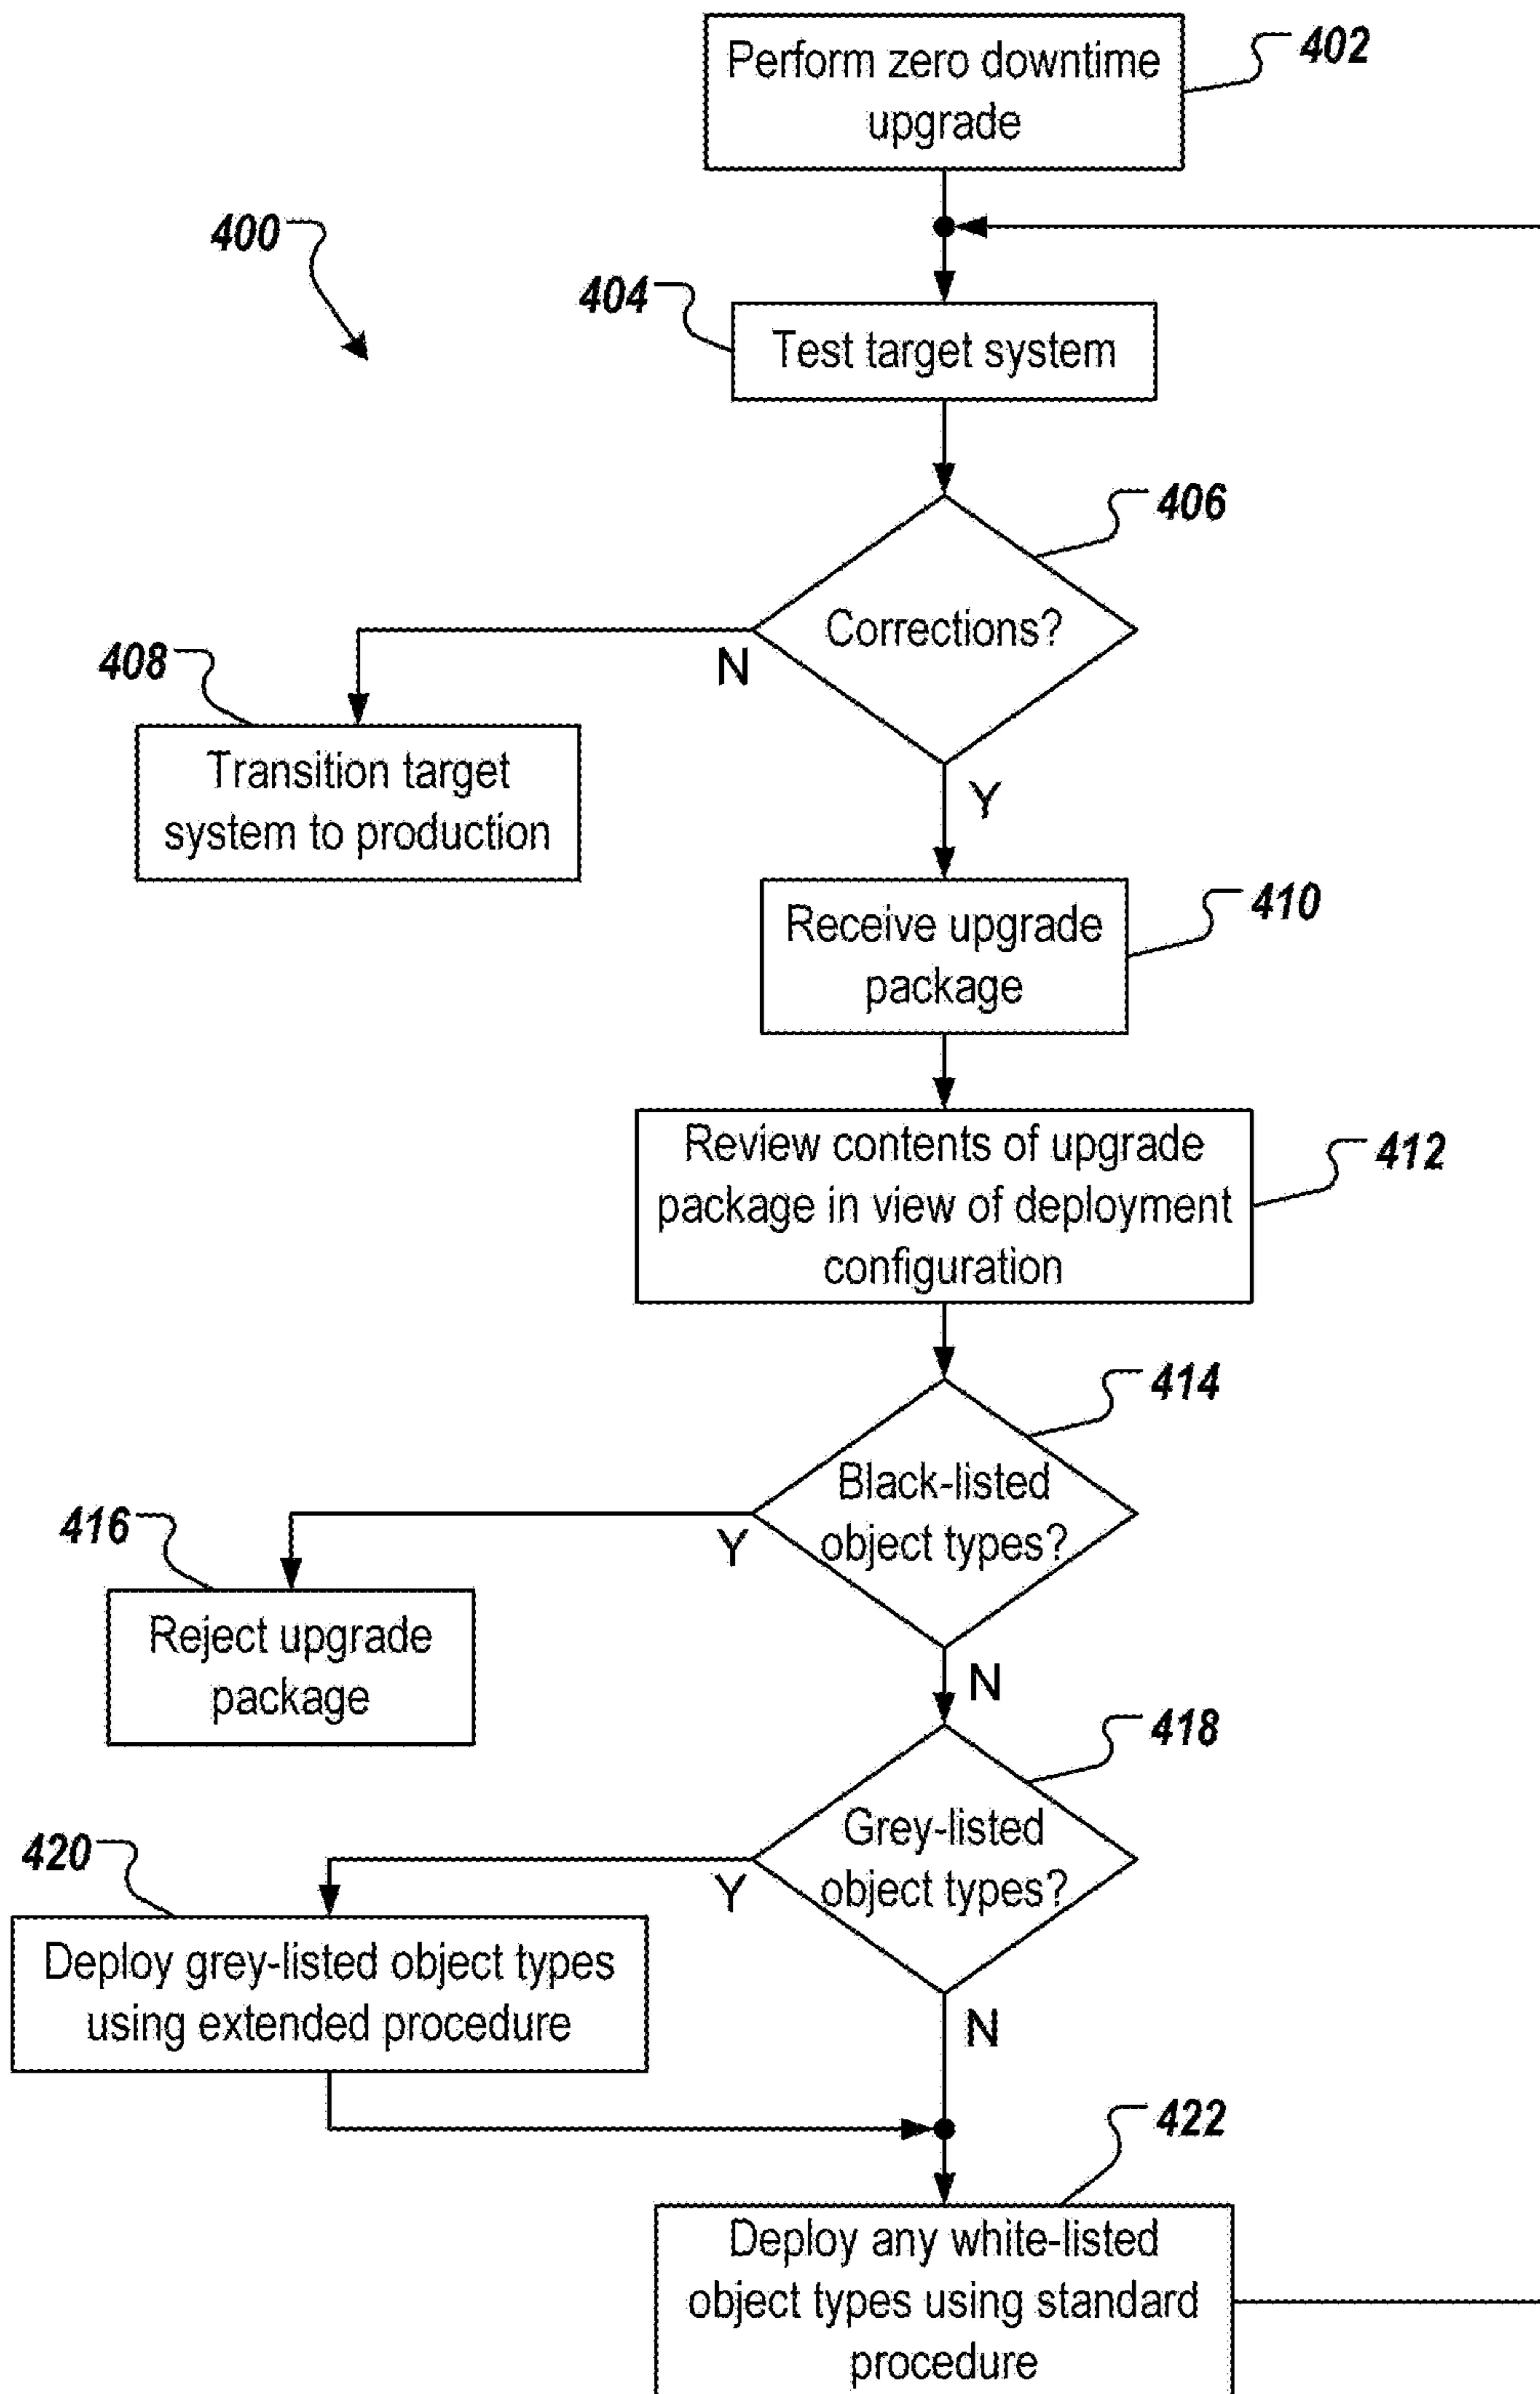 Perform zero downtime
upgrade
402
400
404
Test target system
406
Corrections?
N
408
Y
Transition target
system to production
410
Receive upgrade
package
412
Review contents of upgrade
package in view of deployment
configuration
414
Black-listed
object types?
416
Y
Reject upgrade
package
N
418
Grey-listed
object types?
420
Y
Deploy grey-listed object types
using extended procedure
N
422
Deploy any white-listed
object types using standard
procedure